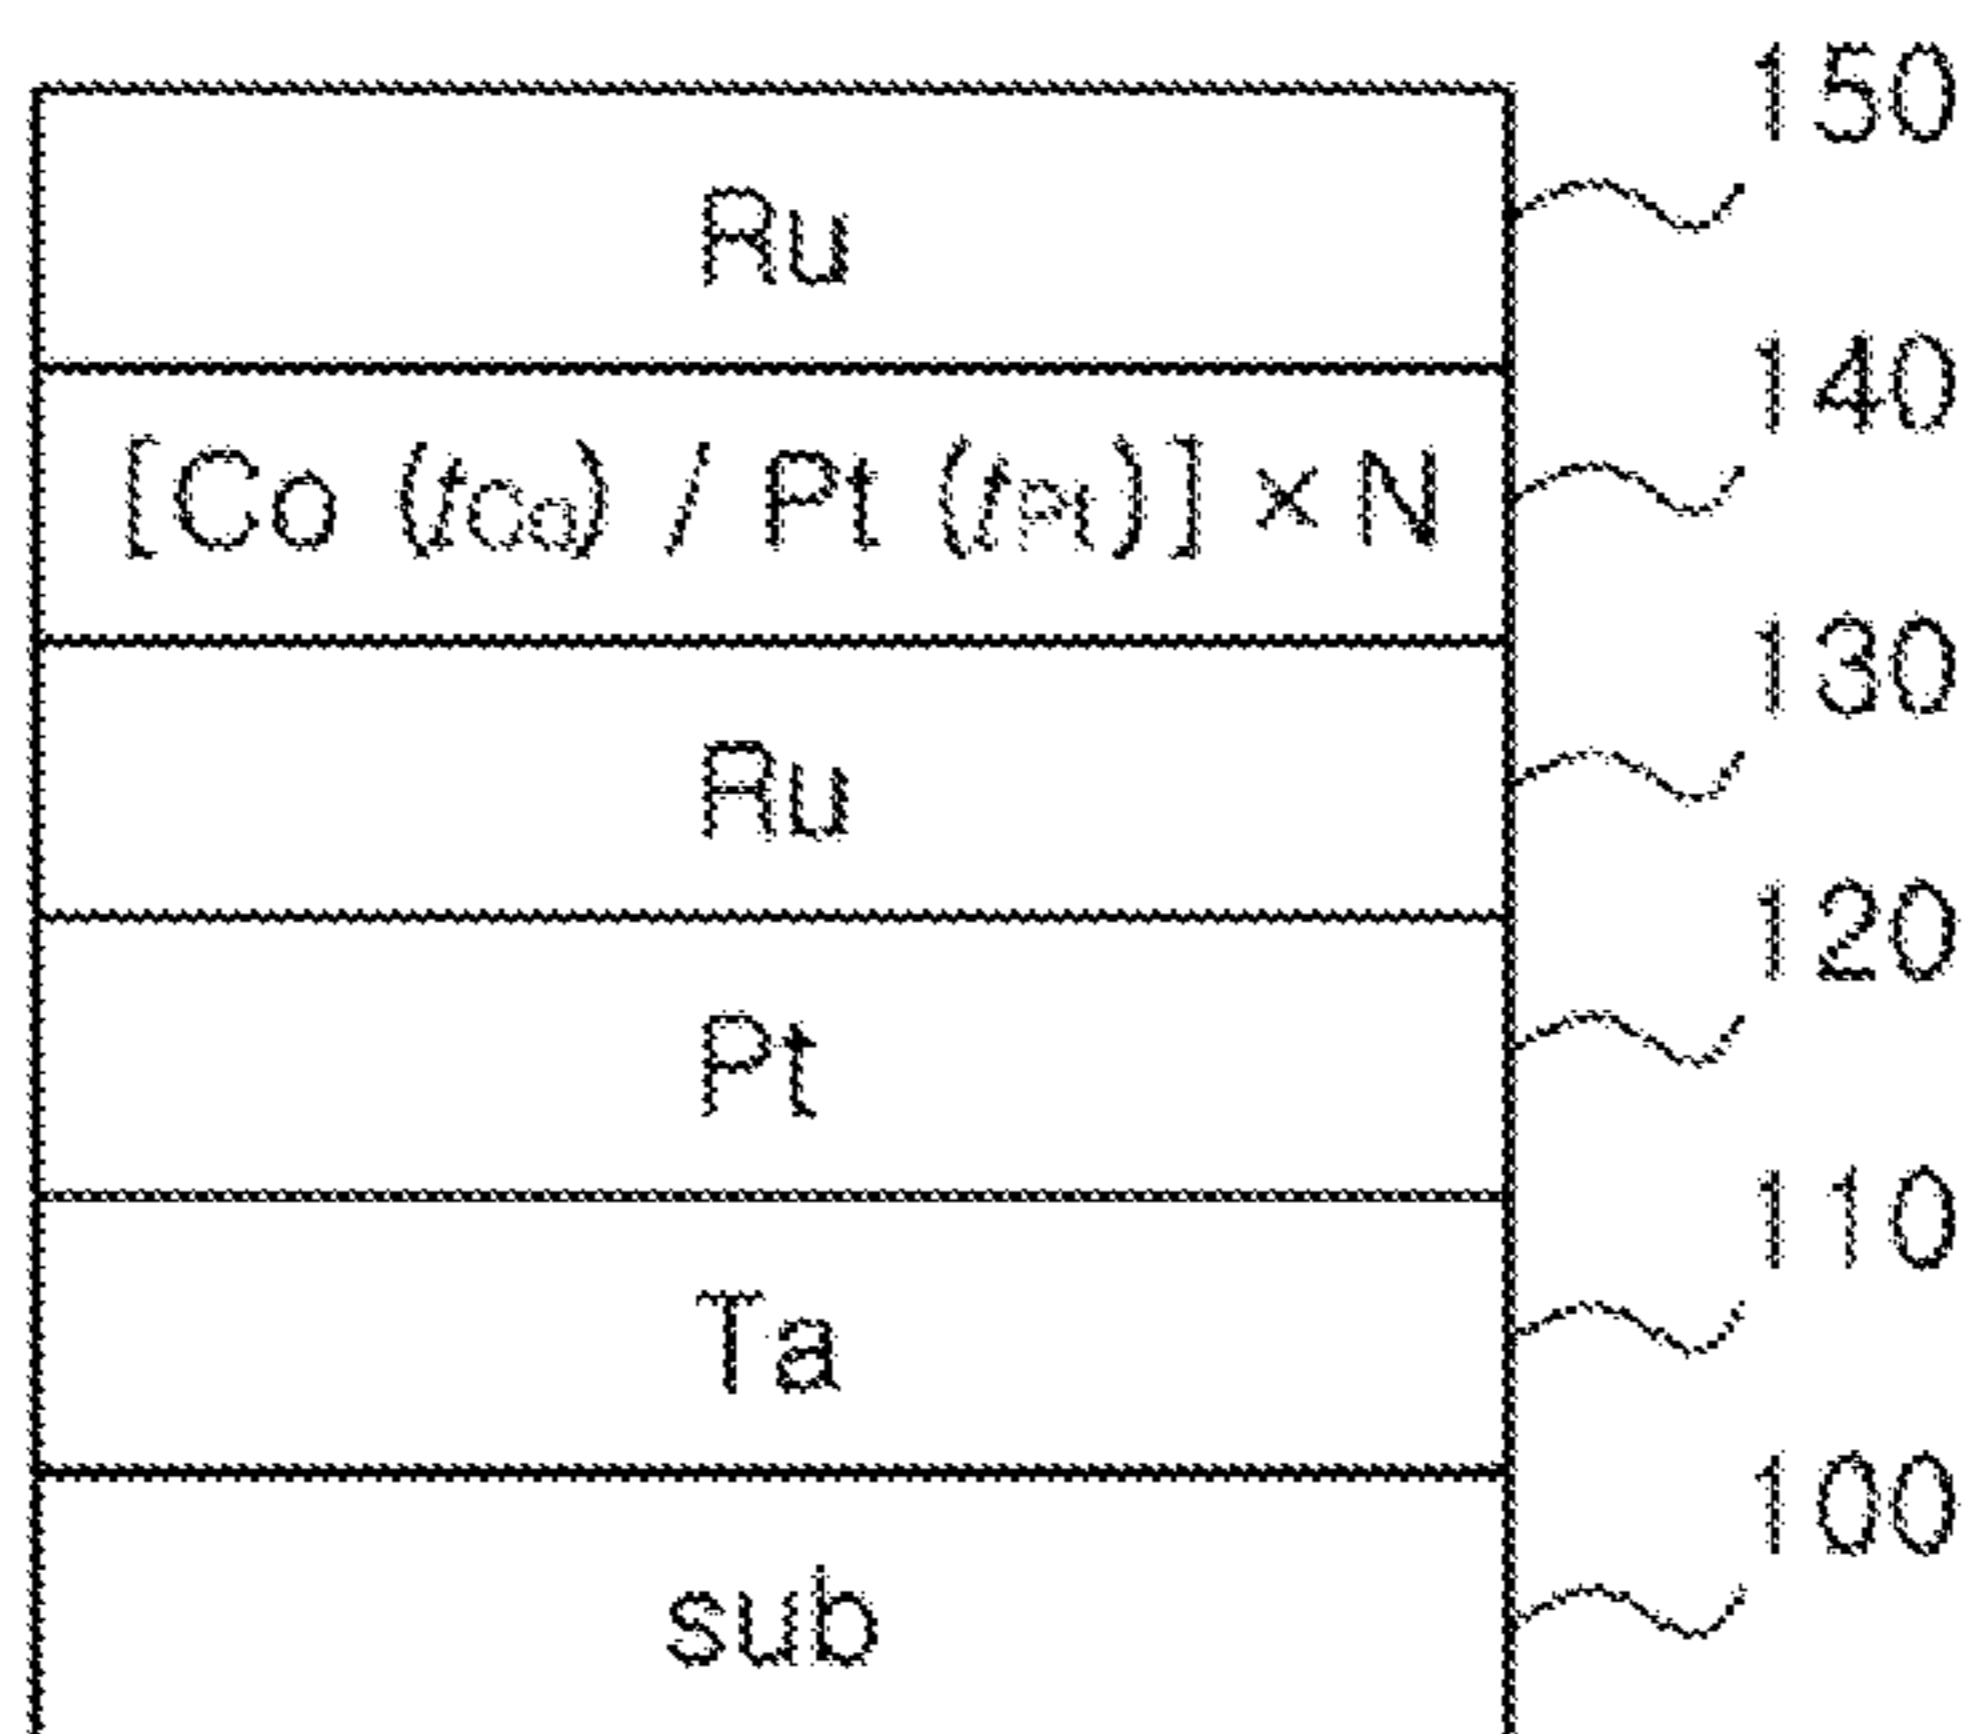 150
Ru
140
[Co (tCo) / Pt (tPt)] × N
130
Ru
120
Pt
110
Ta
100
sub